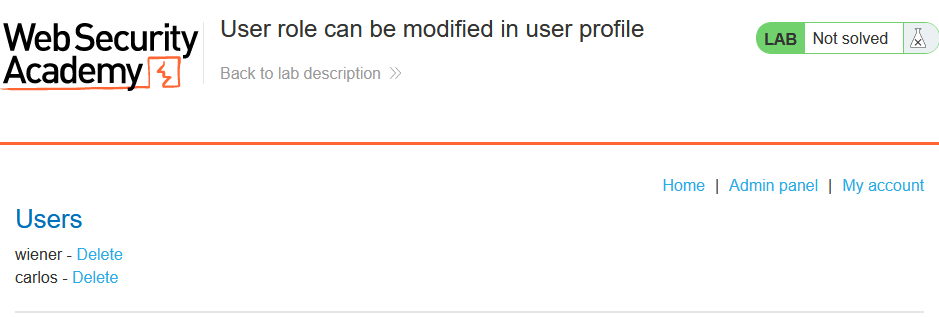 Web Security Academy
User role can be modified in user profile
LAB Not solved
Back to lab description
Home | Admin panel | My account
Users
wiener - Delete
carlos - Delete